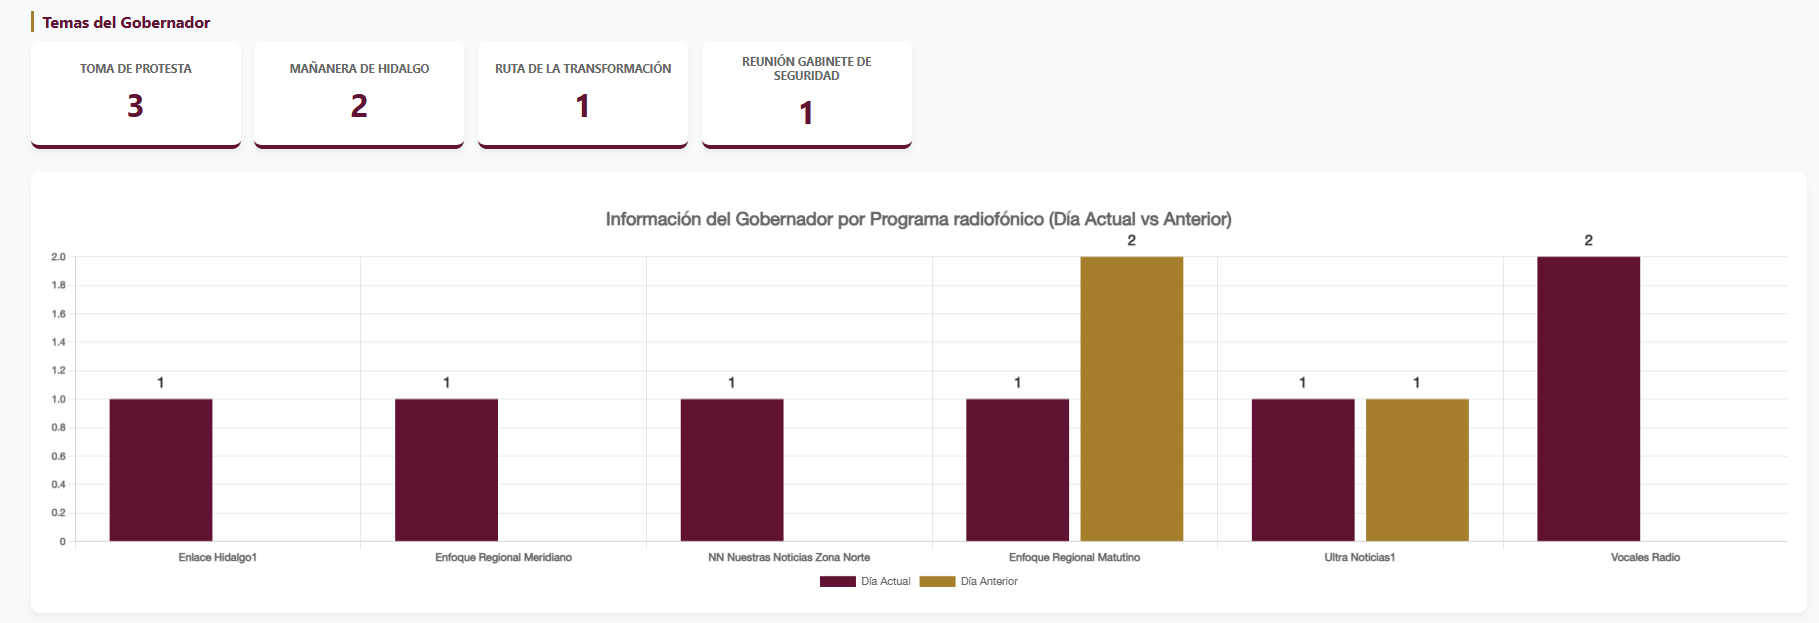 Temas del Gobernador
TOMA DE PROTESTA
3
MAÑANERA DE HIDALGO
2
RUTA DE LA TRANSFORMACIÓN
1
REUNIÓN GABINETE DE
SEGURIDAD
1
Información del Gobernador por Programa radiofónico (Día Actual vs Anterior)
2.0
1.8
1.6
1.4
1.2
1.0
0.8
0.6
0.4
0.2
0
1
1
1
1
2
1
1
2
Enlace Hidalgo1
Enfoque Regional Meridiano
NN Nuestras Noticias Zona Norte
Enfoque Regional Matutino
Ultra Noticias1
Vocales Radio
Día Actual
Día Anterior